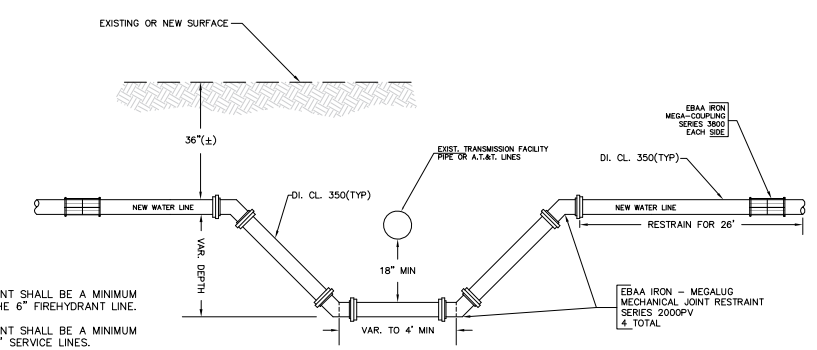 EXISTING OR NEW SURFACE
36"(±)
EBAA IRON
MEGA-COUPLING
SERIES 3800
EACH SIDE
EXIST. TRANSMISSION FACILITY
PIPE OR A.T.&T. LINES
DI. CL. 350(TYP)
DI. CL. 350(TYP)
NEW WATER LINE
NEW WATER LINE
RESTRAIN FOR 26'
VAR. DEPTH
18" MIN
EBAA IRON – MEGALUG
MECHANICAL JOINT RESTRAINT
SERIES 2000PV
4 TOTAL
VAR. TO 4' MIN
NT SHALL BE A MINIMUM
HE 6" FIREHYDRANT LINE.
NT SHALL BE A MINIMUM
" SERVICE LINES.